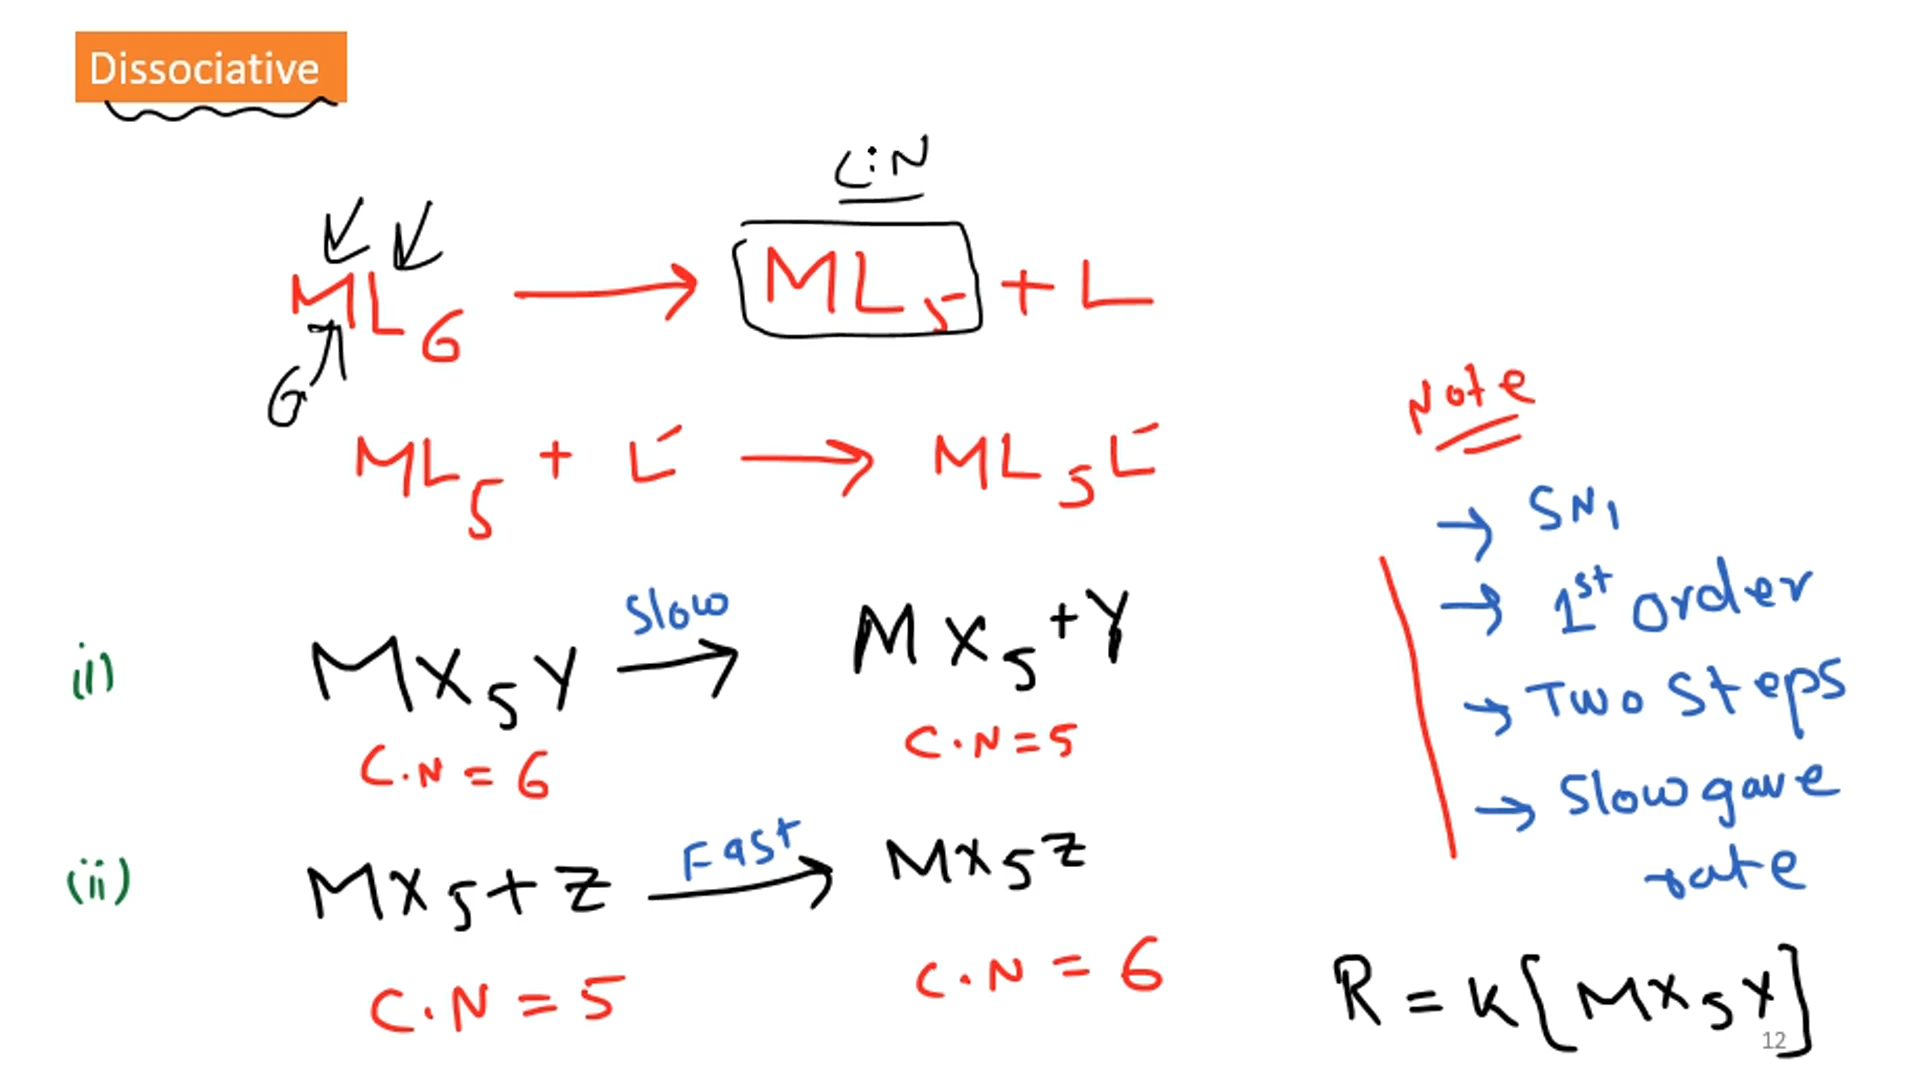 Dissociative
C.N
ML6 → ML5 + L
6
ML5 + L' → ML5L'
Note
→ SN1
→ 1st order
→ Two Steps
→ Slow gave
rate
(i) MX5Y Slow → MX5 + Y
C.N = 6 C.N = 5
(ii) MX5 + Z Fast → MX5Z
C.N = 5 C.N = 6
R = K[MX5Y]
12